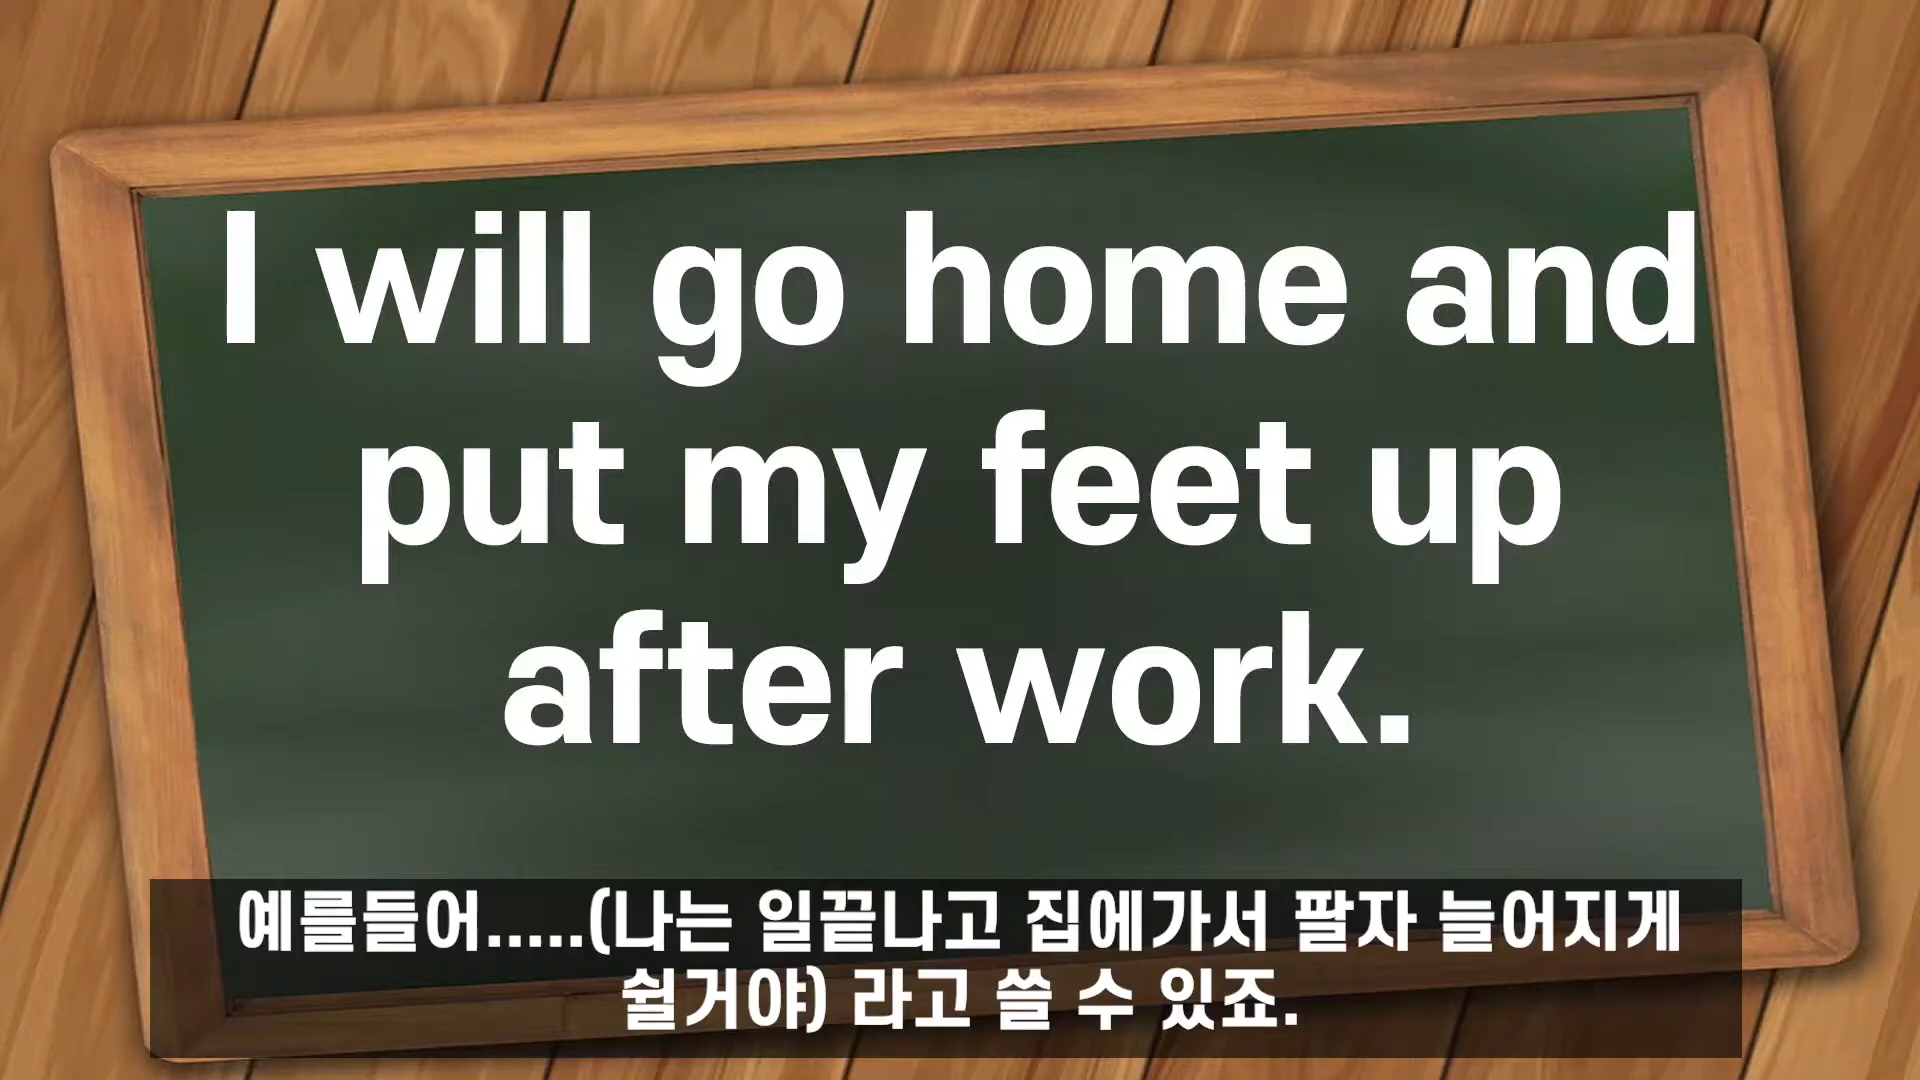 I will go home and
put my feet up
after work.
예를들어.....(나는 일끝나고 집에가서 팔자 늘어지게
쉴거야) 라고 쓸 수 있죠.